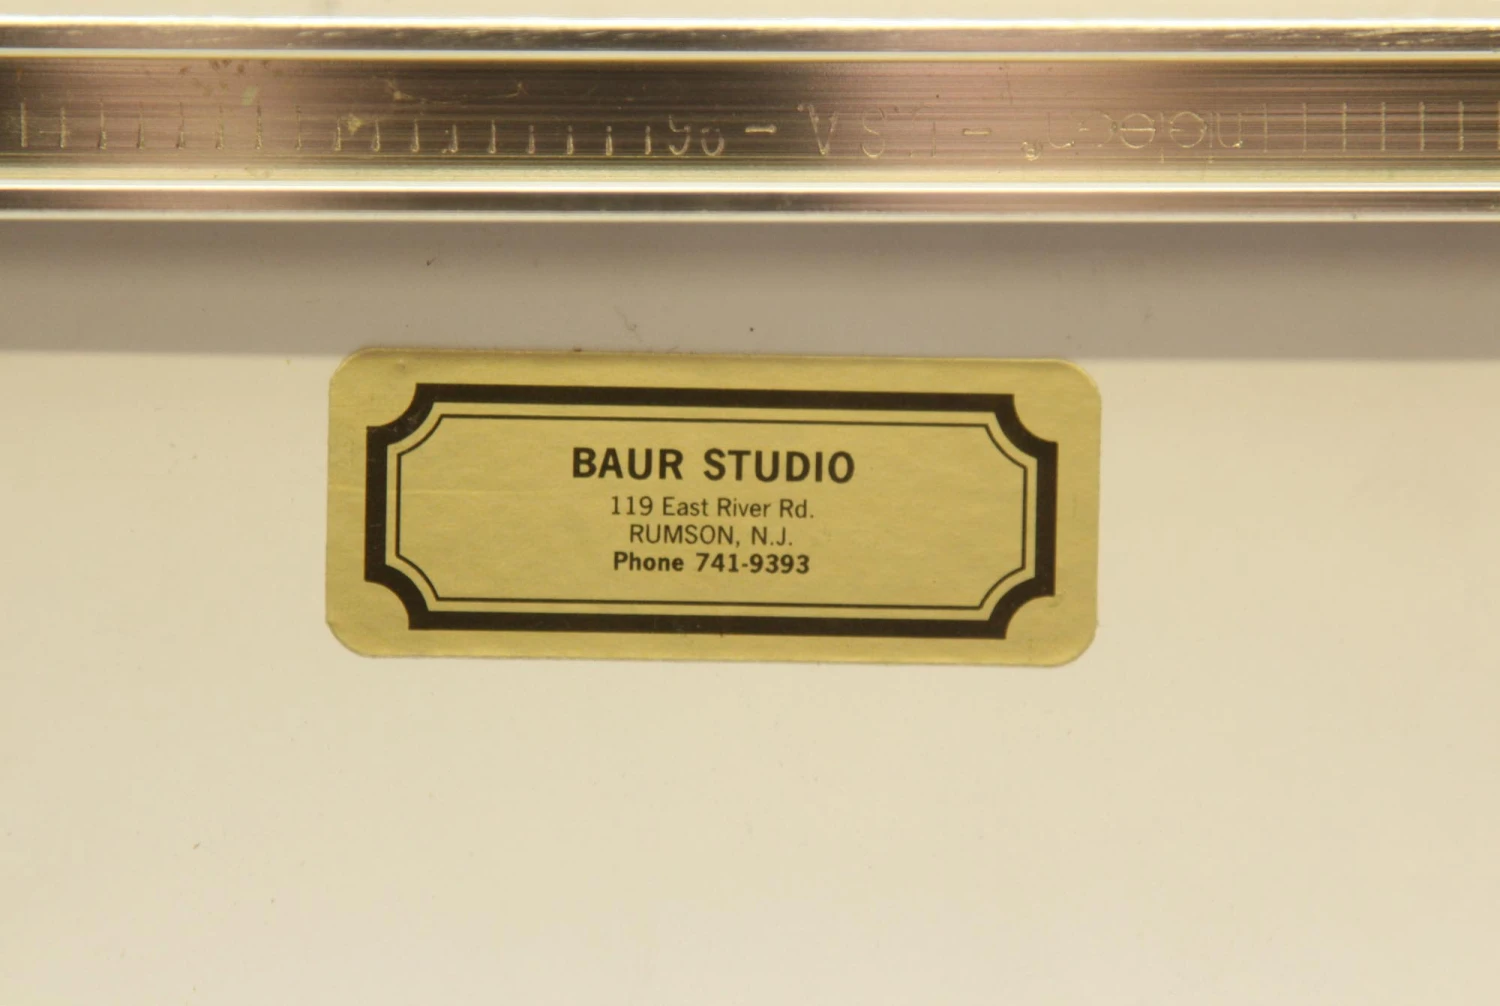 BAUR STUDIO
119 East River Rd.
RUMSON, N.J.
Phone 741-9393